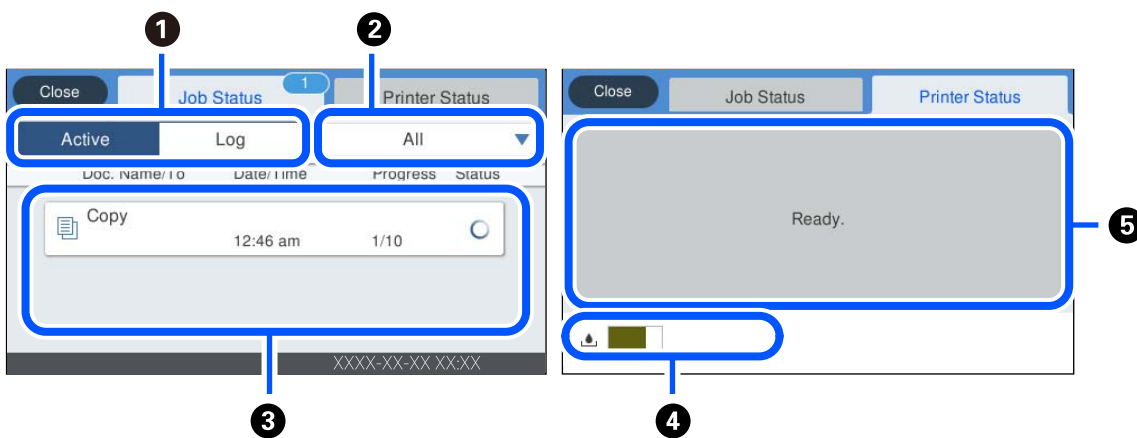 1 2
Close Job Status 1 Printer Status
Active Log All
Doc. Name/To Date/Time Progress Status
Copy
12:46 am 1/10
XXXX-XX-XX XX:XX
3
Close Job Status Printer Status
Ready.
5
4